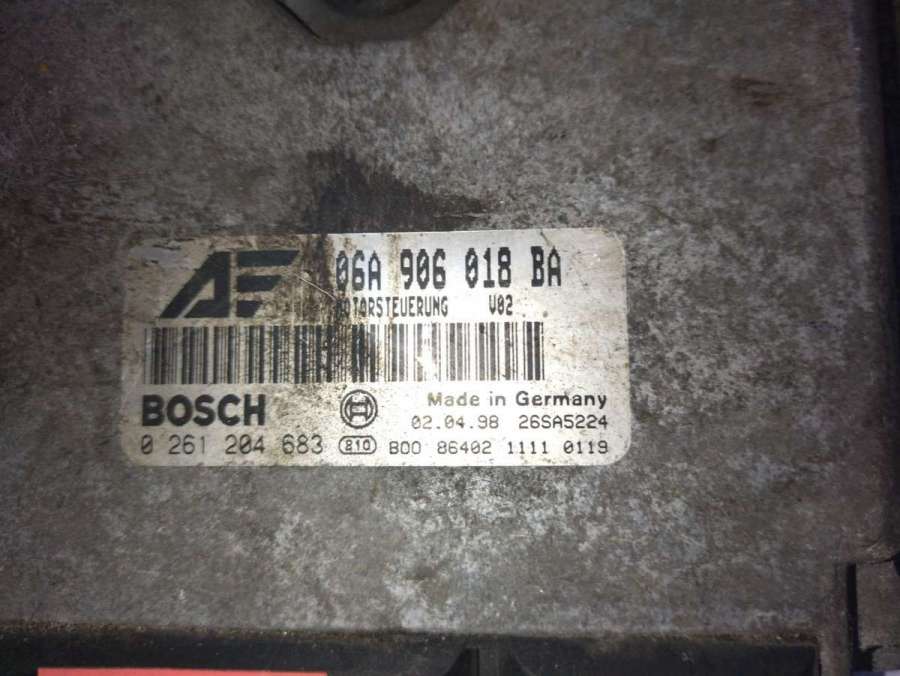 AE 06A 906 018 BA
MOTORSTEUERUNG V02
BOSCH Made in Germany
02.04.98 26SA5224
0 261 204 683 810 B00 86402 1111 0119